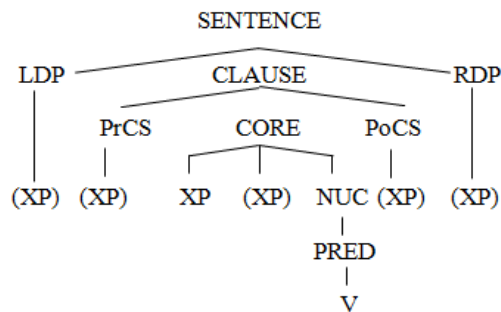 SENTENCE
LDP CLAUSE RDP
PrCS CORE PoCS
(XP) (XP) XP (XP) NUC (XP) (XP)
PRED
V